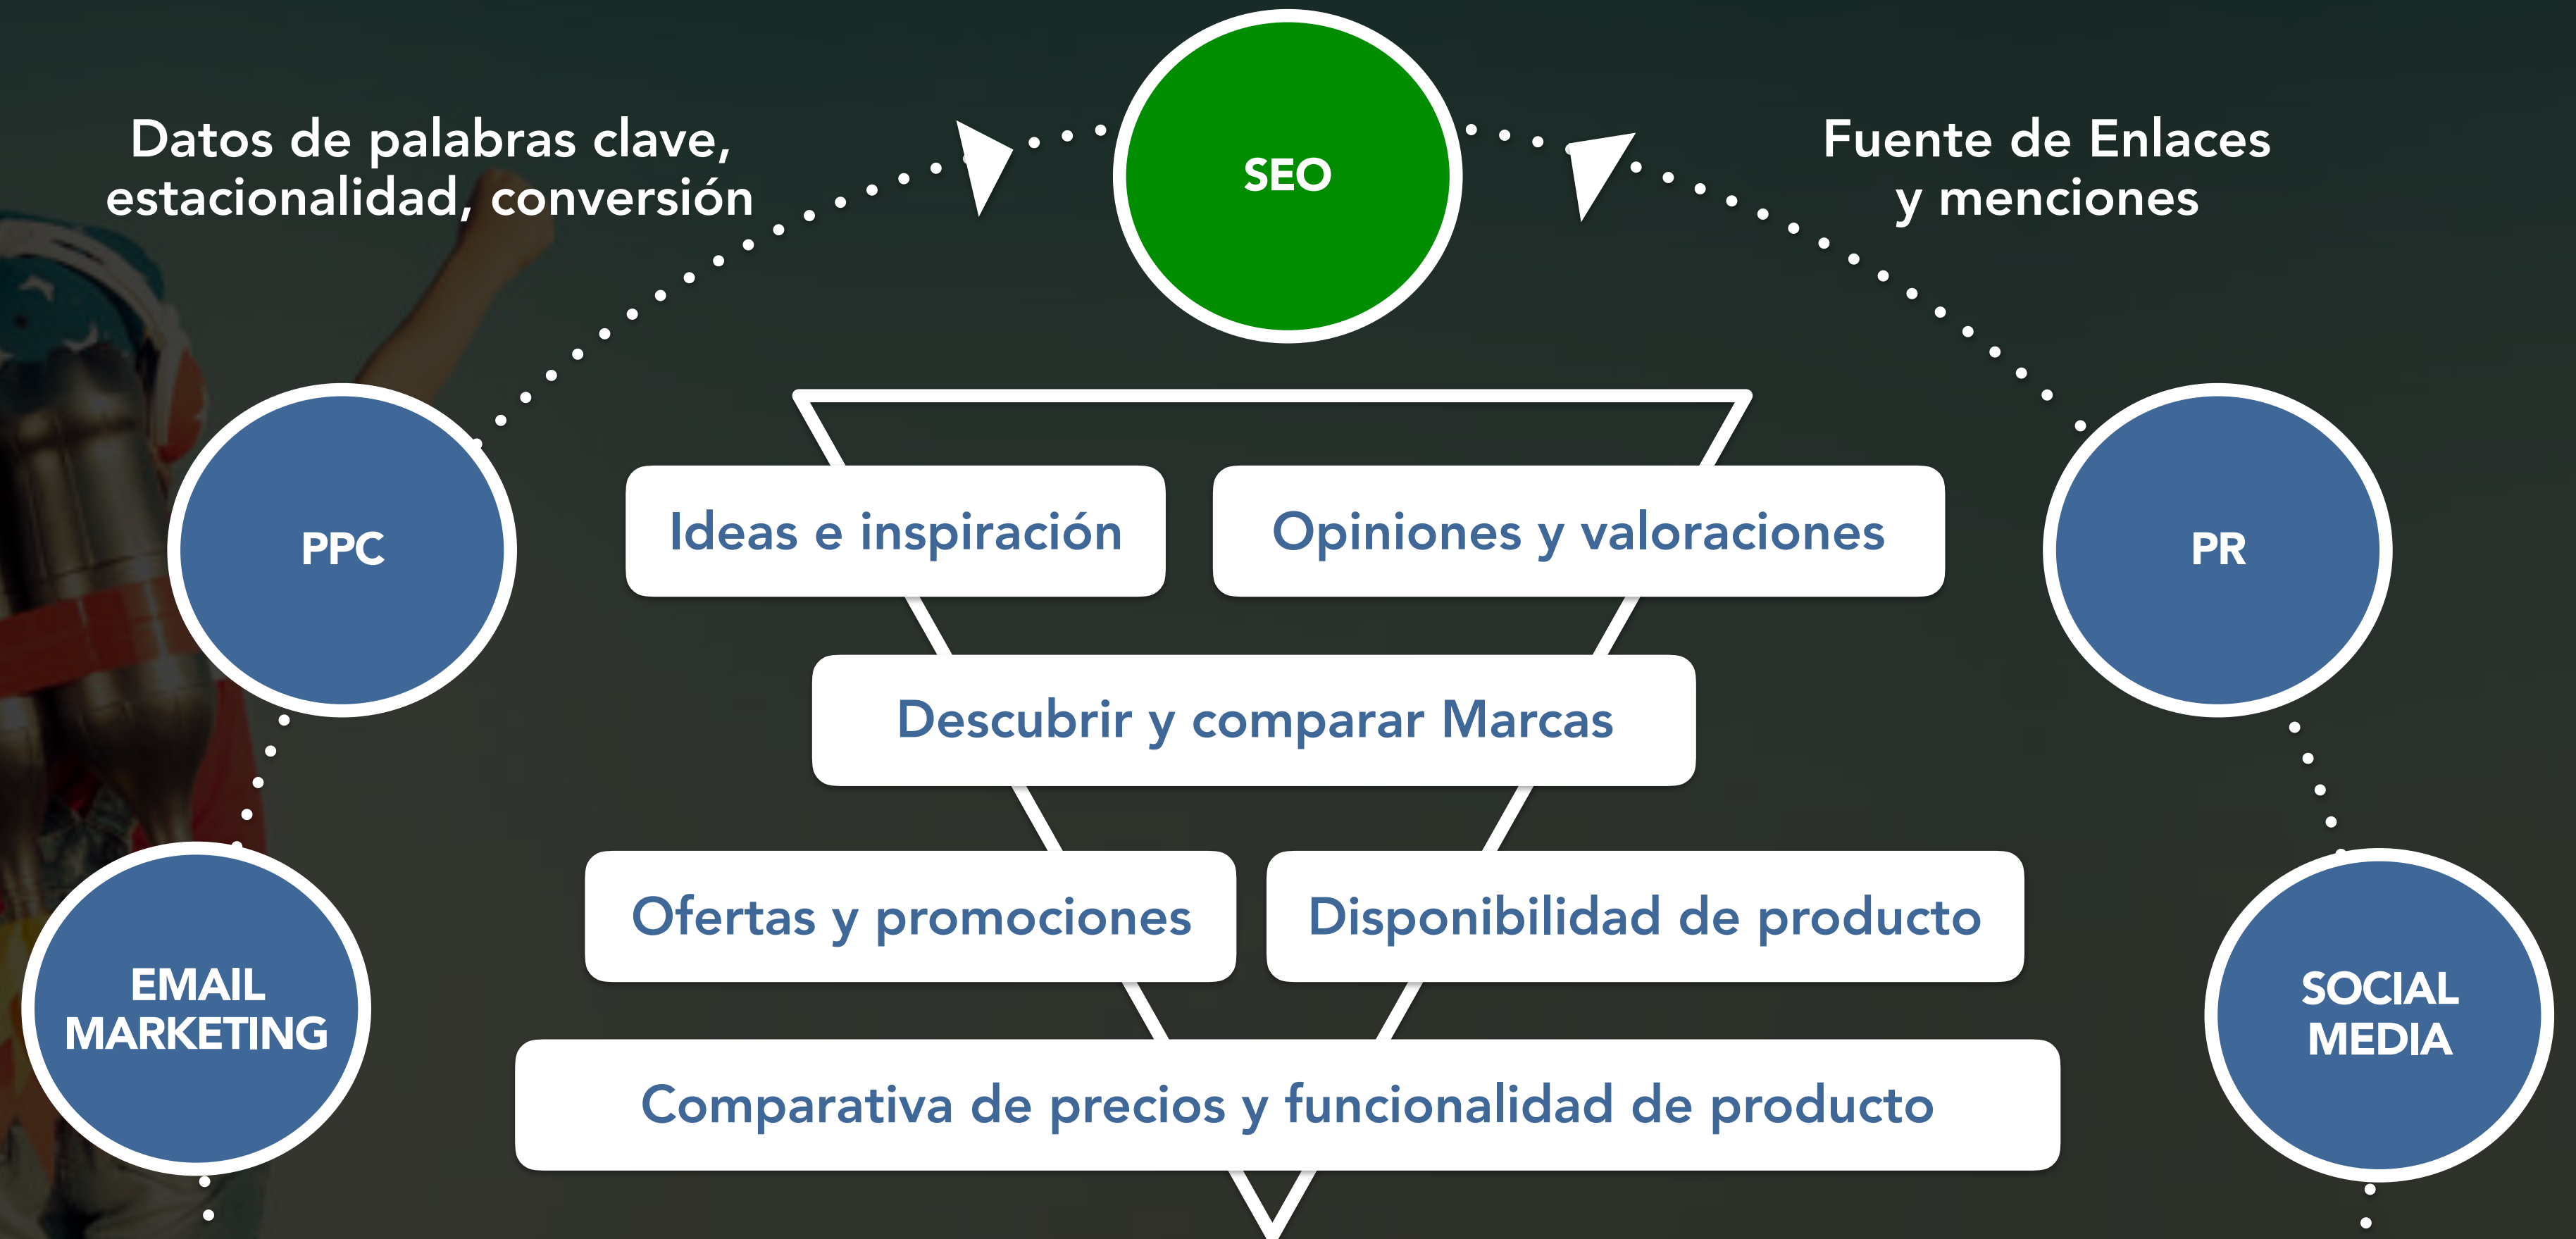 SEO
Datos de palabras clave,
estacionalidad, conversión
Fuente de Enlaces
y menciones
PPC
Ideas e inspiración
Opiniones y valoraciones
PR
Descubrir y comparar Marcas
Ofertas y promociones
Disponibilidad de producto
EMAIL
MARKETING
SOCIAL
MEDIA
Comparativa de precios y funcionalidad de producto